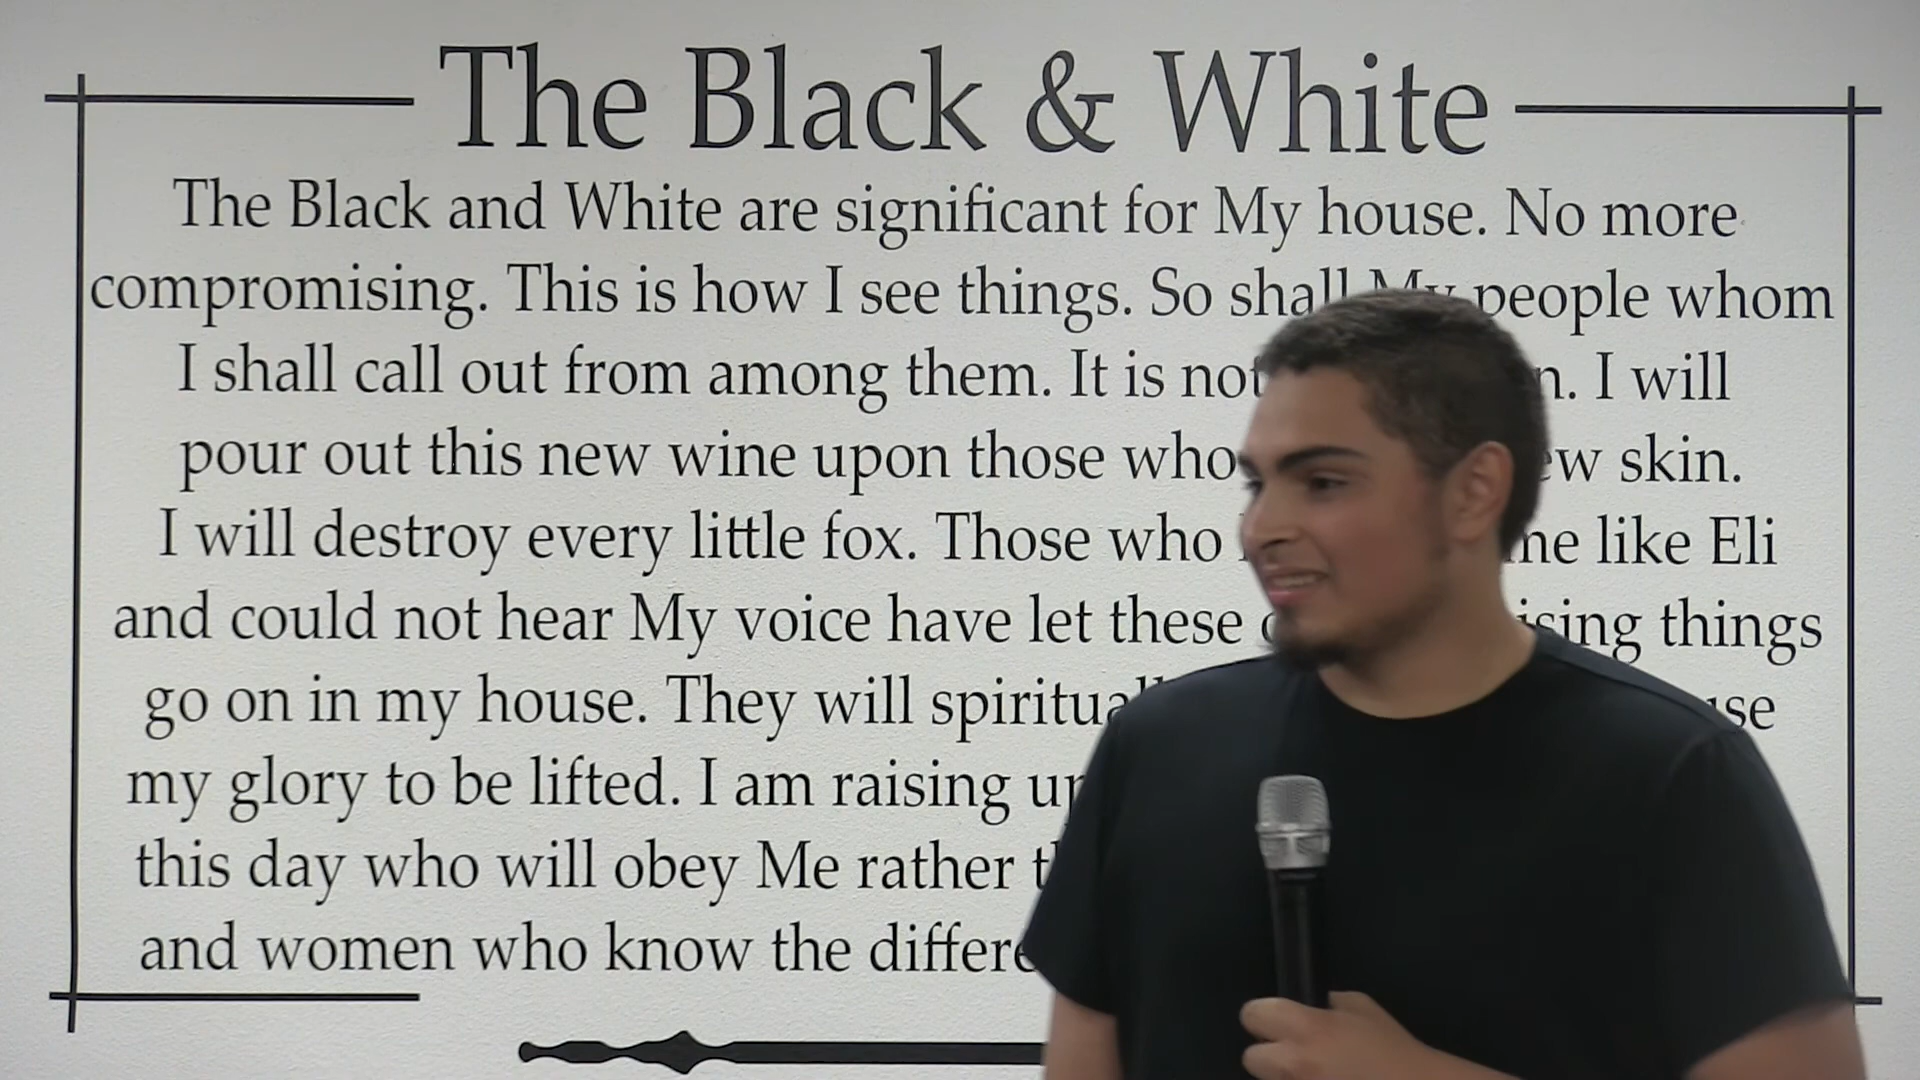 The Black & White
The Black and White are significant for My house. No more
compromising. This is how I see things. So shall My people whom
I shall call out from among them. It is not I will
pour out this new wine upon those who skin.
I will destroy every little fox. Those who like Eli
and could not hear My voice have let these things
go on in my house. They will
my glory to be lifted. I am raising
this day who will obey Me rather
and women who know the